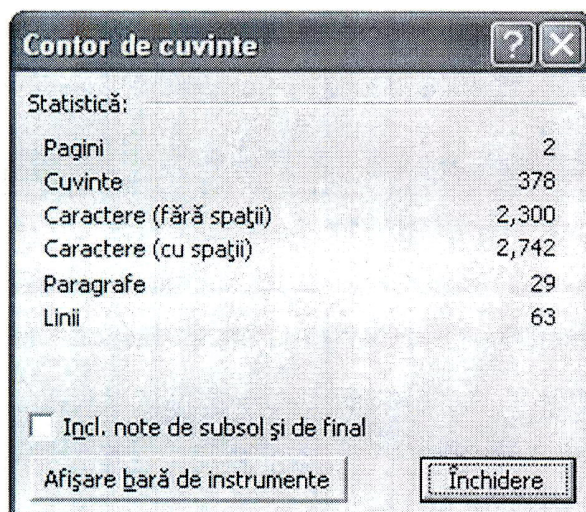 Contor de cuvinte
Statistică:
Pagini 2
Cuvinte 378
Caractere (fără spaţii) 2,300
Caractere (cu spaţii) 2,742
Paragrafe 29
Linii 63
Incl. note de subsol şi de final
Afişare bară de instrumente
Închidere